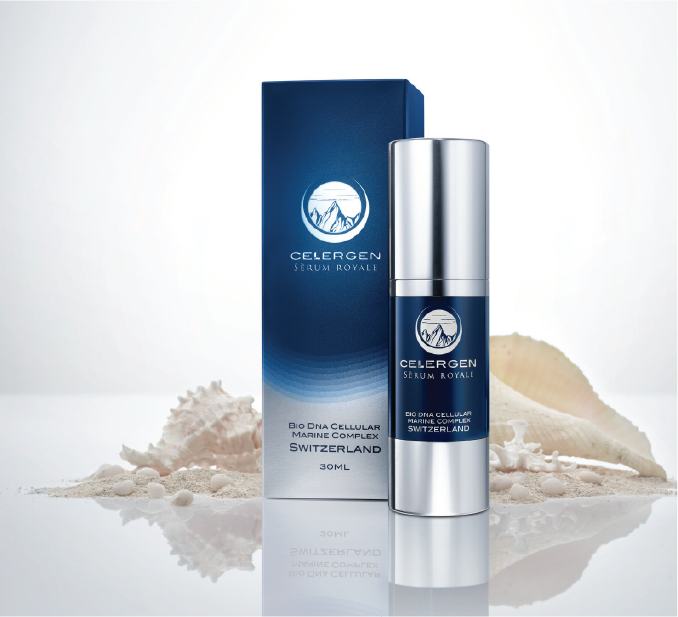 CELERGEN
SÉRUM ROYALE
BIO DNA CELLULAR
MARINE COMPLEX
SWITZERLAND
30ML
CELERGEN
SÉRUM ROYALE
BIO DNA CELLULAR
MARINE COMPLEX
SWITZERLAND